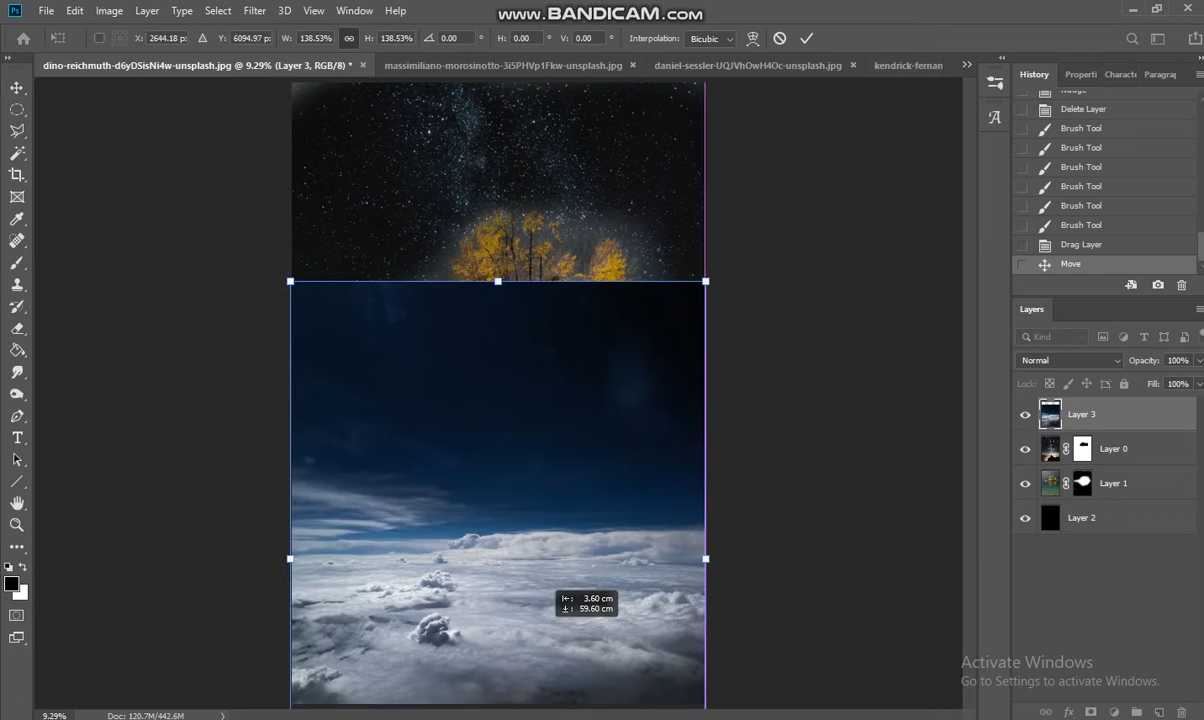 www.BANDICAM.com
Ps File Edit Image Layer Type Select Filter 3D View Window Help
X: 2644.18 p Y: 6094.97 p W: 138.53% H: 138.53% 0.00 ° H: 0.00 ° V: 0.00 ° Interpolation: Bicubic
dino-reichmuth-d6yDSisNi4w-unsplash.jpg @ 9.29% (Layer 3, RGB/8) * × massimiliano-morosinotto-3i5PHVp1Fkw-unsplash.jpg × daniel-sessler-UQJVhOwH4Oc-unsplash.jpg × kendrick-fernan
History Properti Characte Paragra
Nudge
Delete Layer
Brush Tool
Brush Tool
Brush Tool
Brush Tool
Brush Tool
Brush Tool
Drag Layer
Move
Layers
Kind
Normal Opacity: 100%
Lock: Fill: 100%
Layer 3
Layer 0
Layer 1
Layer 2
3.60 cm
59.60 cm
Activate Windows
Go to Settings to activate Windows.
9.29% Doc: 120.7M/442.6M